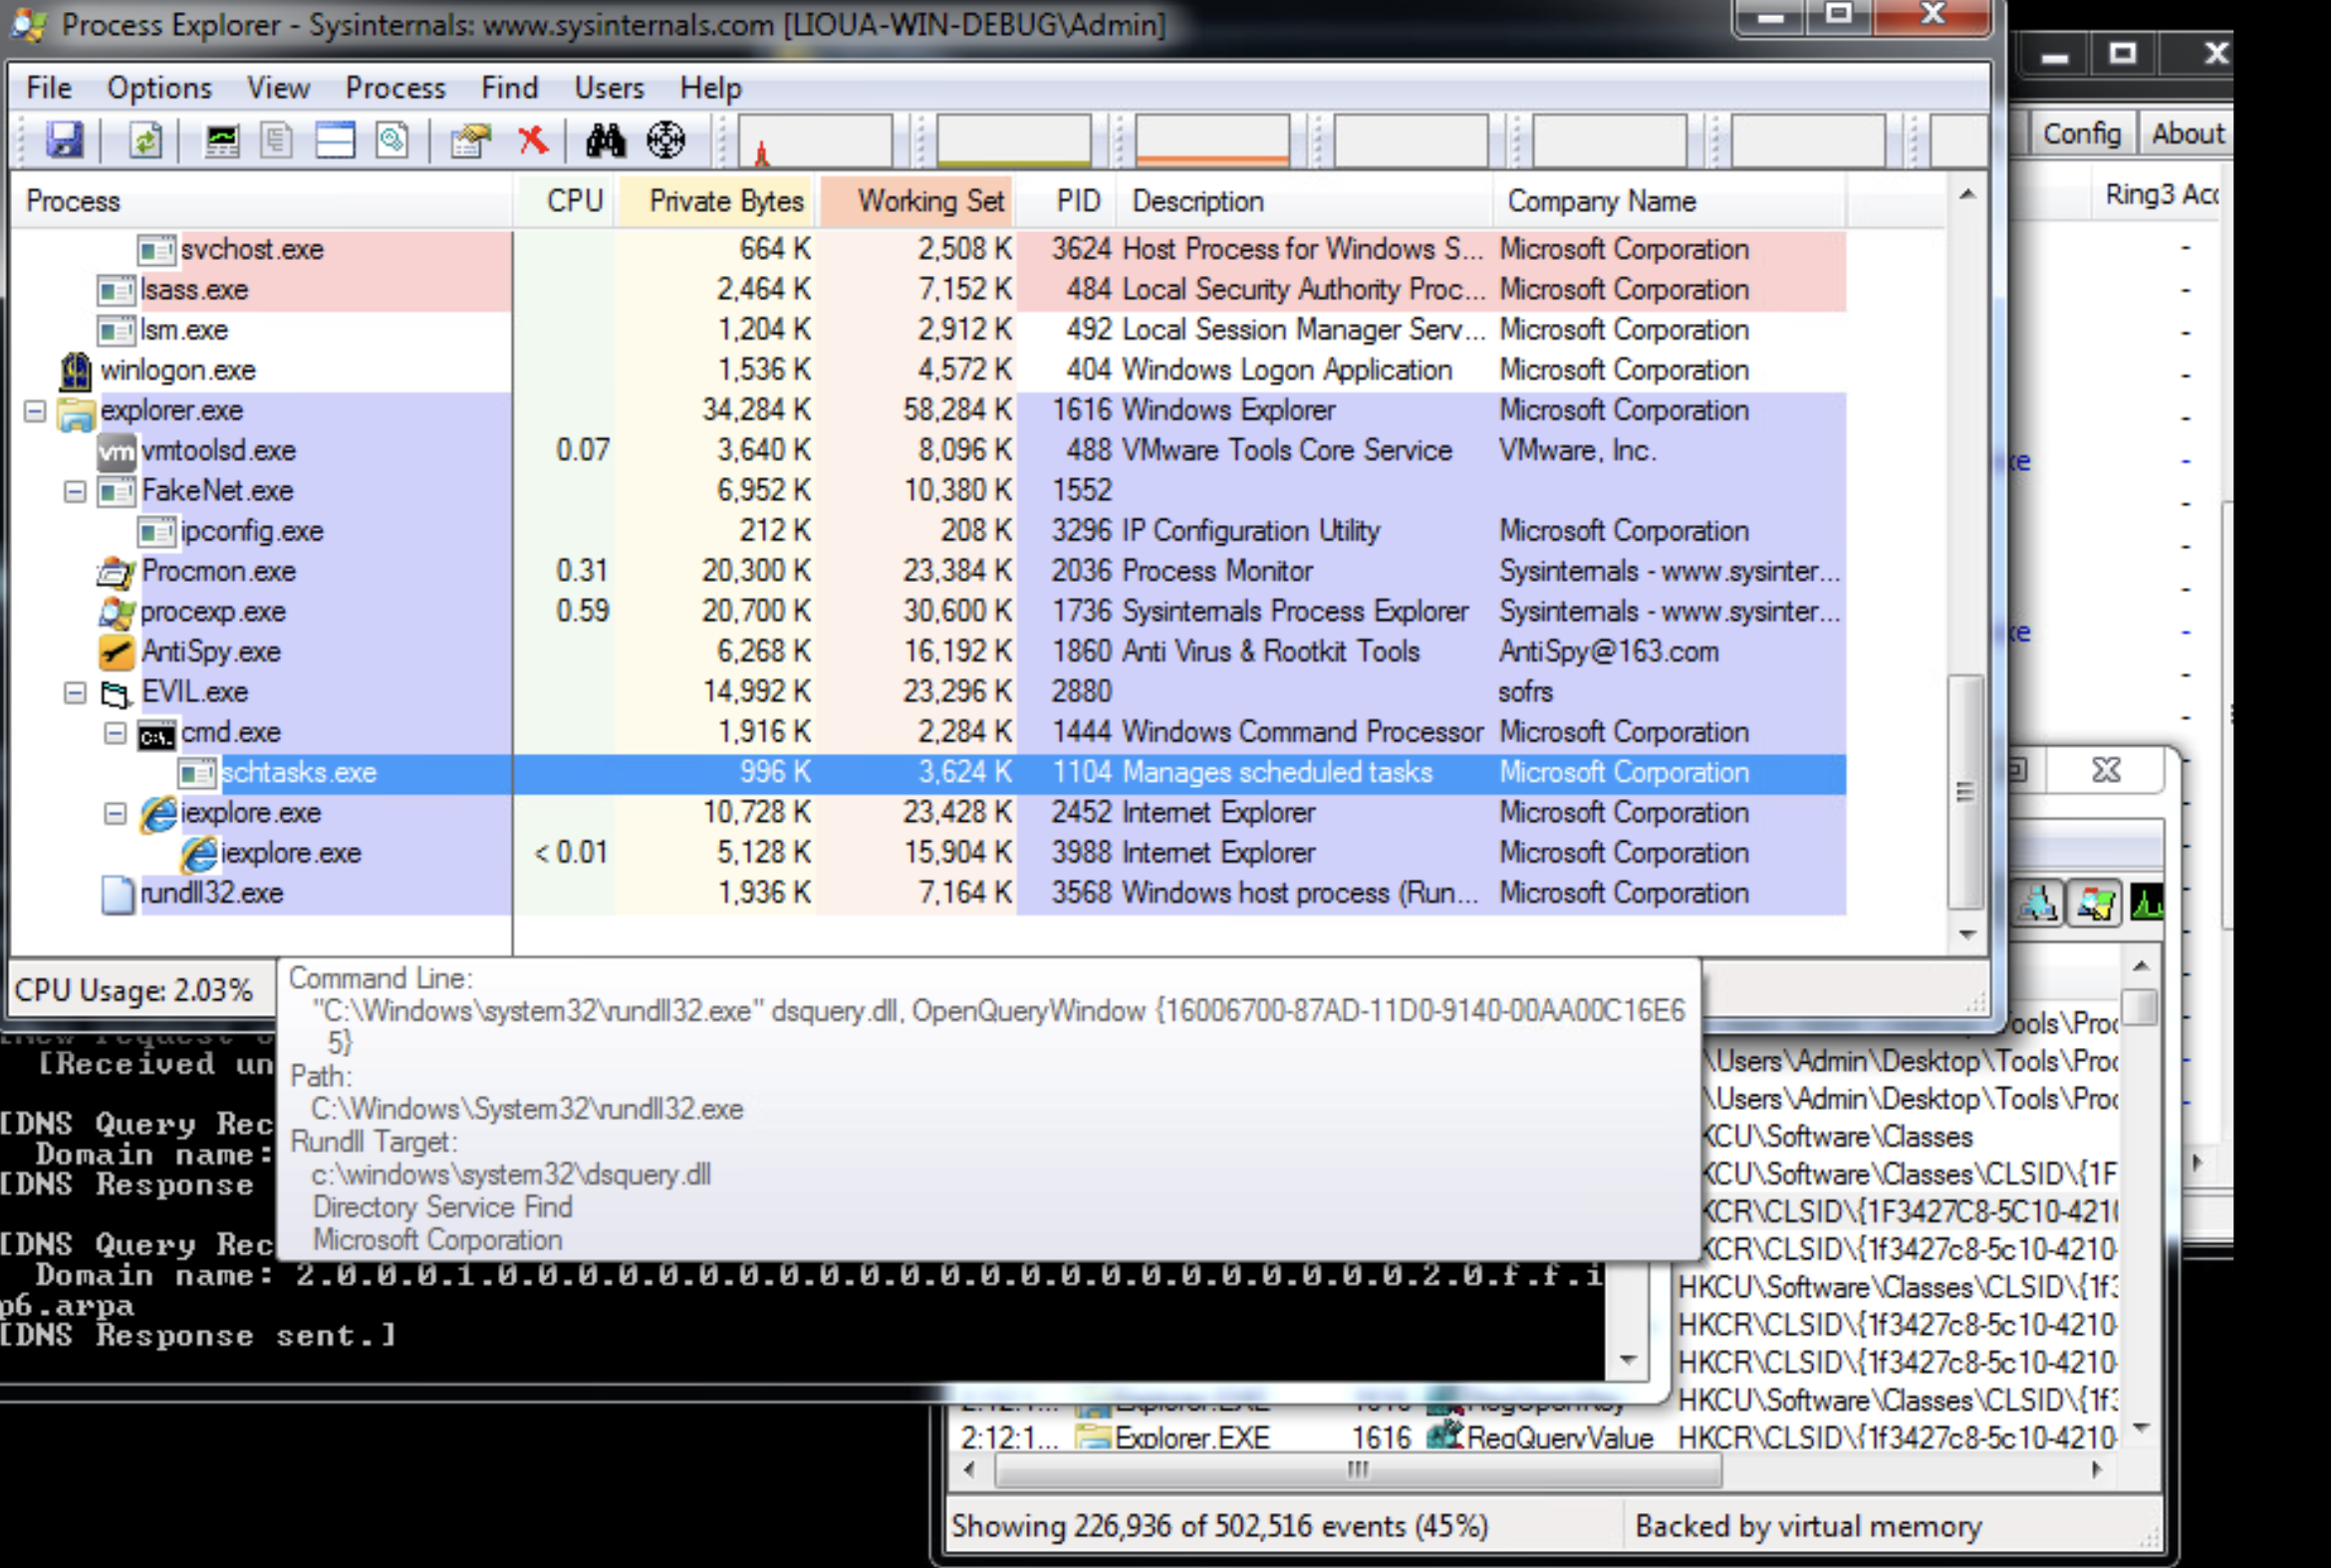 Process Explorer - Sysinternals: www.sysinternals.com [LIOUA-WIN-DEBUG\Admin]
File Options View Process Find Users Help
Config About
Process CPU Private Bytes Working Set PID Description Company Name
Ring3 Acc
svchost.exe 664 K 2,508 K 3624 Host Process for Windows S... Microsoft Corporation
lsass.exe 2,464 K 7,152 K 484 Local Security Authority Proc... Microsoft Corporation
lsm.exe 1,204 K 2,912 K 492 Local Session Manager Serv... Microsoft Corporation
winlogon.exe 1,536 K 4,572 K 404 Windows Logon Application Microsoft Corporation
explorer.exe 34,284 K 58,284 K 1616 Windows Explorer Microsoft Corporation
vmtoolsd.exe 0.07 3,640 K 8,096 K 488 VMware Tools Core Service VMware, Inc.
FakeNet.exe 6,952 K 10,380 K 1552
ipconfig.exe 212 K 208 K 3296 IP Configuration Utility Microsoft Corporation
Procmon.exe 0.31 20,300 K 23,384 K 2036 Process Monitor Sysinternals - www.sysinter...
procexp.exe 0.59 20,700 K 30,600 K 1736 Sysinternals Process Explorer Sysinternals - www.sysinter...
AntiSpy.exe 6,268 K 16,192 K 1860 Anti Virus & Rootkit Tools AntiSpy@163.com
EVIL.exe 14,992 K 23,296 K 2880 sofrs
cmd.exe 1,916 K 2,284 K 1444 Windows Command Processor Microsoft Corporation
schtasks.exe 996 K 3,624 K 1104 Manages scheduled tasks Microsoft Corporation
iexplore.exe 10,728 K 23,428 K 2452 Internet Explorer Microsoft Corporation
iexplore.exe < 0.01 5,128 K 15,904 K 3988 Internet Explorer Microsoft Corporation
rundll32.exe 1,936 K 7,164 K 3568 Windows host process (Run... Microsoft Corporation
CPU Usage: 2.03%
Command Line:
"C:\Windows\system32\rundll32.exe" dsquery.dll, OpenQueryWindow {16006700-87AD-11D0-9140-00AA00C16E6
5}
Path:
C:\Windows\System32\rundll32.exe
Rundll Target:
c:\windows\system32\dsquery.dll
Directory Service Find
Microsoft Corporation
[Received un
[DNS Query Rec
Domain name:
[DNS Response
[DNS Query Rec
Domain name: 2.0.0.0.1.0.0.0.0.0.0.0.0.0.0.0.0.0.0.0.0.0.0.0.0.0.0.0.2.0.f.f.i
p6.arpa
[DNS Response sent.]
ools\Proc
\Users\Admin\Desktop\Tools\Proc
\Users\Admin\Desktop\Tools\Proc
KCU\Software\Classes
KCU\Software\Classes\CLSID\{1F
KCR\CLSID\{1F3427C8-5C10-421(
KCR\CLSID\{1f3427c8-5c10-4210-
HKCU\Software\Classes\CLSID\{1f3
HKCR\CLSID\{1f3427c8-5c10-4210-
HKCR\CLSID\{1f3427c8-5c10-4210-
HKCU\Software\Classes\CLSID\{1f3
2:12:1... Explorer.EXE 1616 RegQueryValue HKCR\CLSID\{1f3427c8-5c10-4210-
Showing 226,936 of 502,516 events (45%) Backed by virtual memory